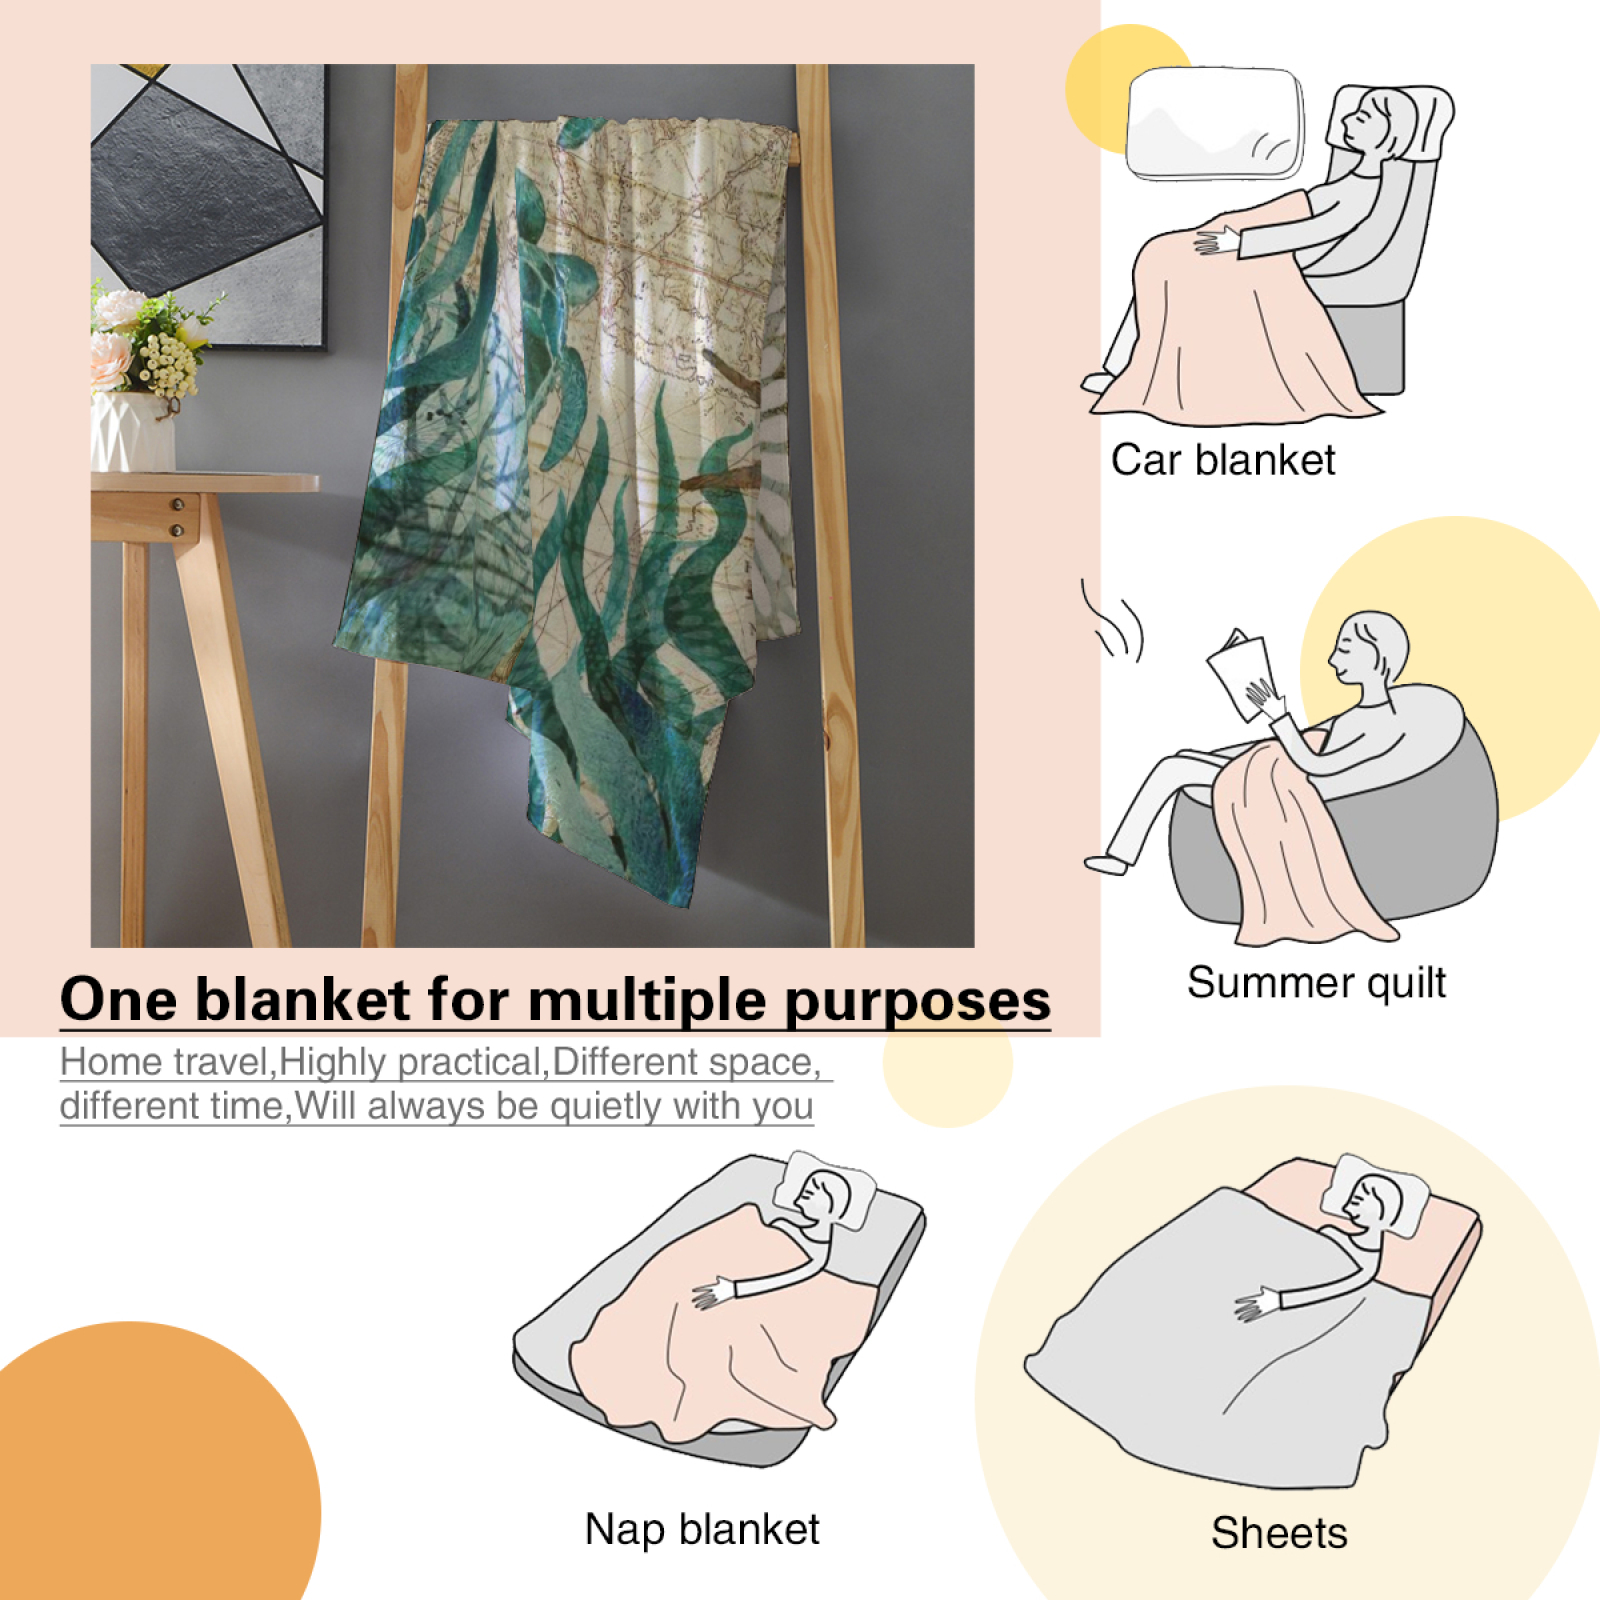 Car blanket
Summer quilt
One blanket for multiple purposes
Home travel,Highly practical,Different space,
different time,Will always be quietly with you
Nap blanket
Sheets